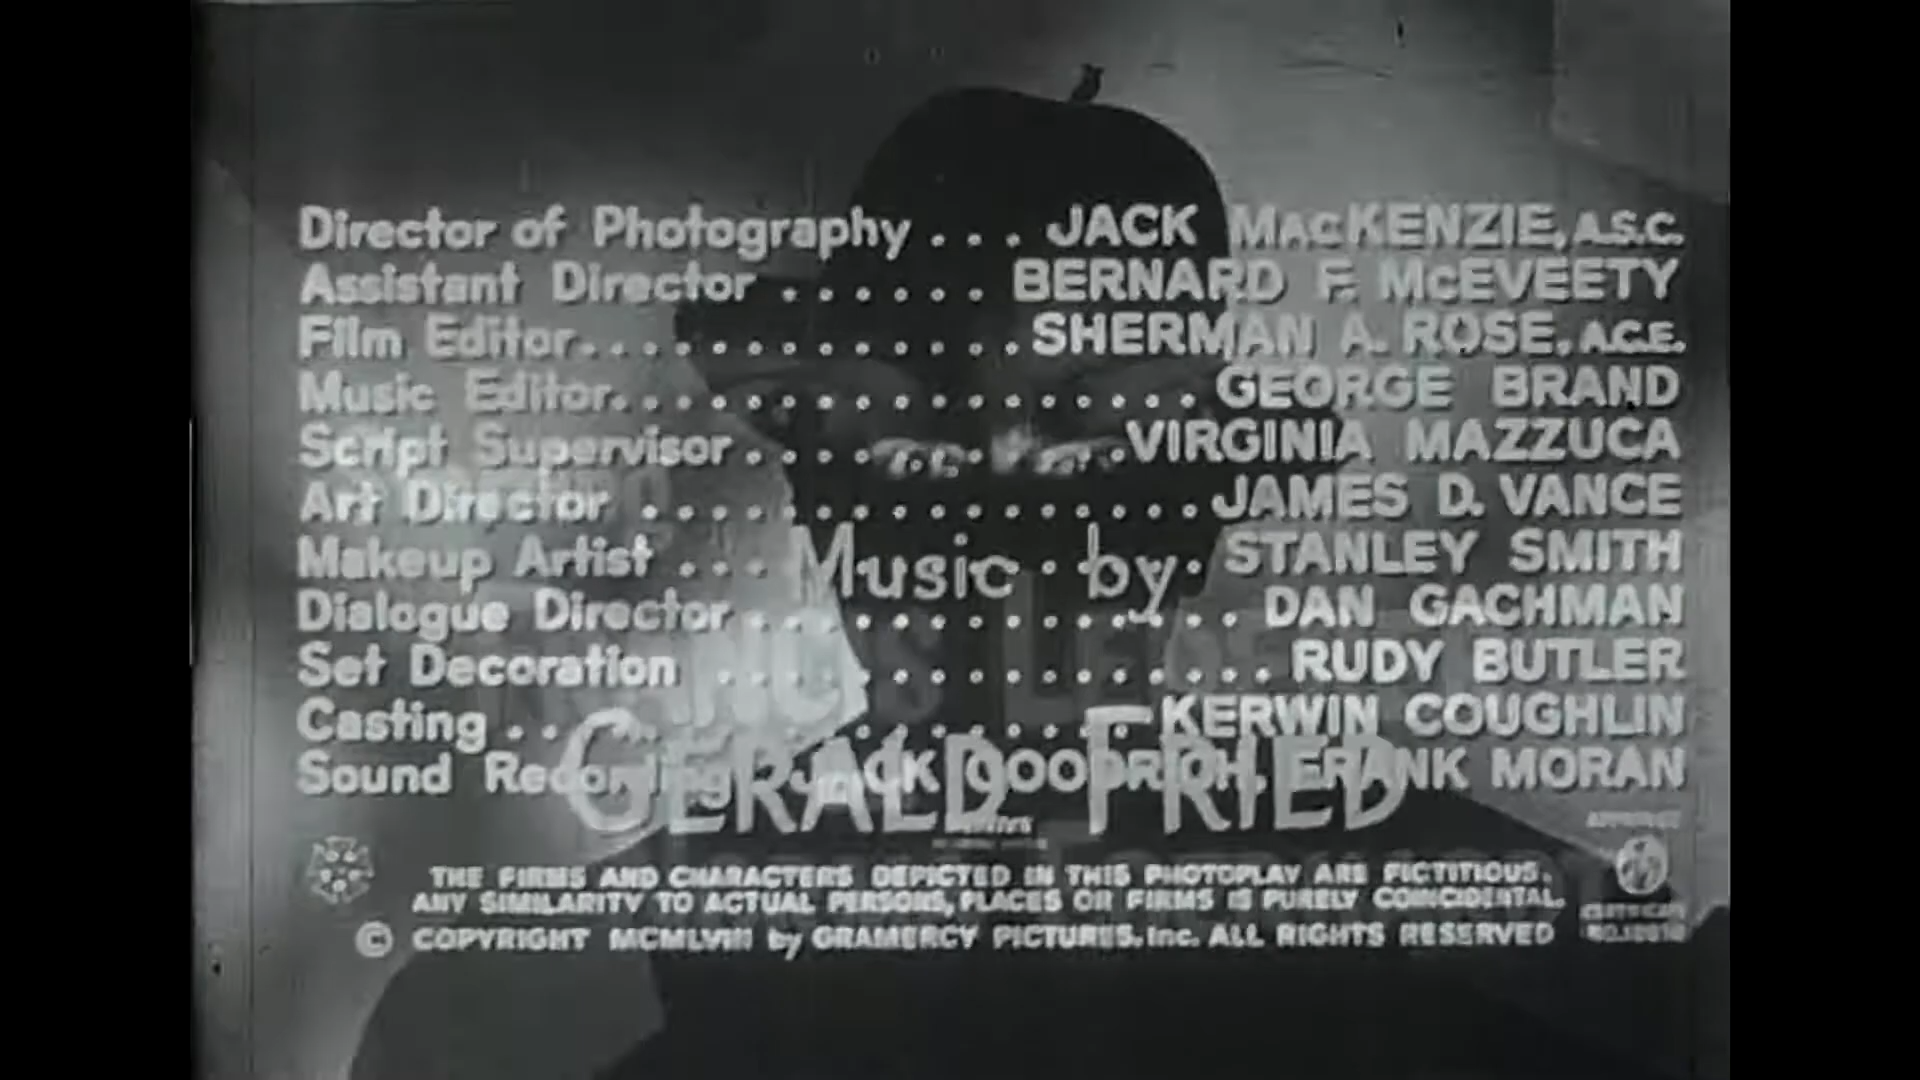 Director of Photography . . . JACK MacKENZIE, A.S.C.
Assistant Director . . . . . . BERNARD F. McEVEETY
Film Editor. . . . . . . . . . . . . SHERMAN A. ROSE, A.C.E.
Music Editor. . . . . . . . . . . . . . . . . GEORGE BRAND
Script Supervisor . . . . . . . . . . . VIRGINIA MAZZUCA
Art Director . . . . . . . . . . . . . . . . JAMES D. VANCE
Makeup Artist . . . . . STANLEY SMITH
Music by
Dialogue Director . . . . . . . . . . . . . . DAN GACHMAN
Set Decoration . . . . . . . . . . . . . . . . RUDY BUTLER
Casting . . . . . . . . . . . . . . . . . . KERWIN COUGHLIN
Sound Recording JACK GOODRICH, FRANK MORAN
GERALD FRIED
THE FIRMS AND CHARACTERS DEPICTED IN THIS PHOTOPLAY ARE FICTITIOUS.
ANY SIMILARITY TO ACTUAL PERSONS, PLACES OR FIRMS IS PURELY COINCIDENTAL.
© COPYRIGHT MCMLVIII by GRAMERCY PICTURES, Inc. ALL RIGHTS RESERVED